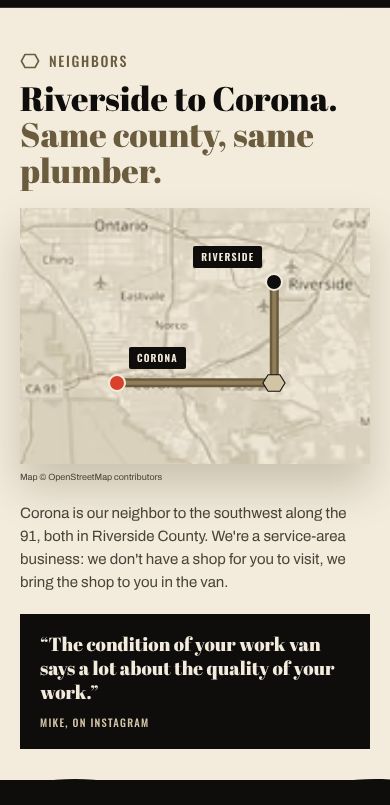 NEIGHBORS
Riverside to Corona.
Same county, same
plumber.
Ontario
Grand
Chino
RIVERSIDE
Riverside
Eastvale
Norco
CORONA
CA 91
Map © OpenStreetMap contributors
Corona is our neighbor to the southwest along the
91, both in Riverside County. We're a service-area
business: we don't have a shop for you to visit, we
bring the shop to you in the van.
“The condition of your work van
says a lot about the quality of your
work.”
MIKE, ON INSTAGRAM